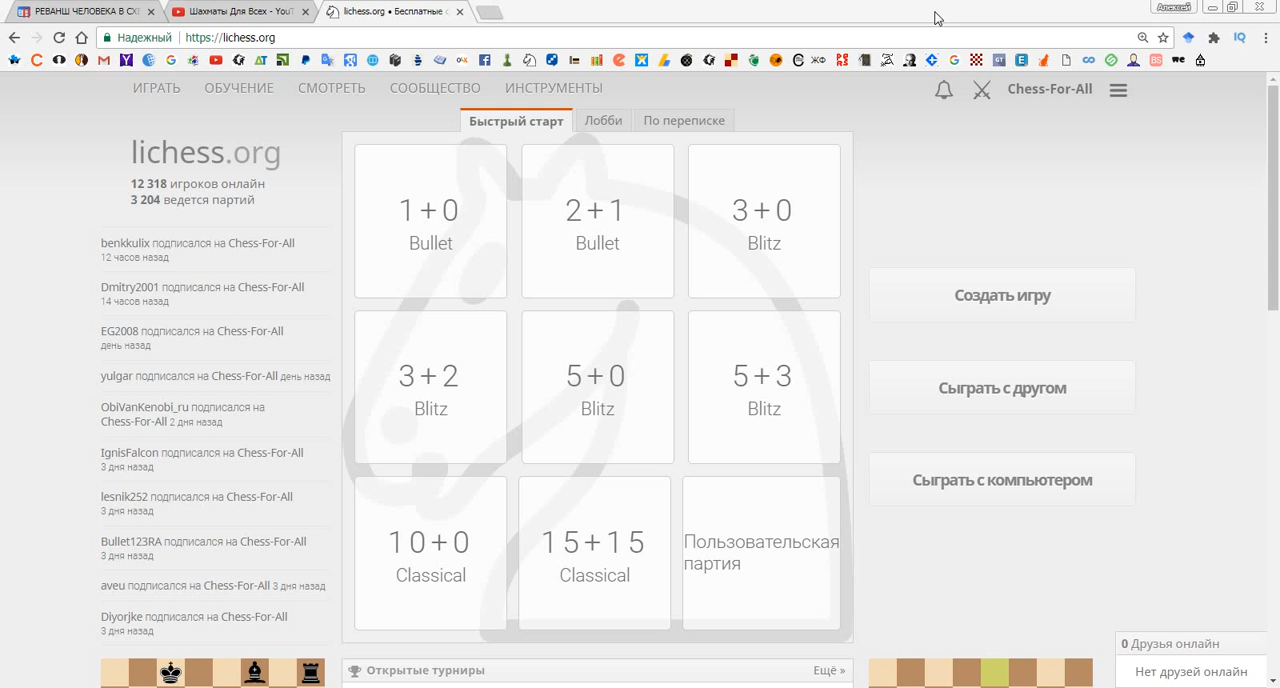 РЕВАНШ ЧЕЛОВЕКА В СХ
Шахматы Для Всех - YouT
lichess.org • Бесплатные
Алексей
Надежный
https://lichess.org
ИГРАТЬ
ОБУЧЕНИЕ
СМОТРЕТЬ
СООБЩЕСТВО
ИНСТРУМЕНТЫ
Chess-For-All
Быстрый старт
Лобби
По переписке
lichess.org
12 318 игроков онлайн
3 204 ведется партий
benkkulix подписался на Chess-For-All
12 часов назад
Dmitry2001 подписался на Chess-For-All
14 часов назад
EG2008 подписался на Chess-For-All
день назад
yulgar подписался на Chess-For-All день назад
ObiVanKenobi_ru подписался на
Chess-For-All 2 дня назад
IgnisFalcon подписался на Chess-For-All
3 дня назад
lesnik252 подписался на Chess-For-All
3 дня назад
Bullet123RA подписался на Chess-For-All
3 дня назад
aveu подписался на Chess-For-All 3 дня назад
Diyorjke подписался на Chess-For-All
3 дня назад
1+0
Bullet
2+1
Bullet
3+0
Blitz
3+2
Blitz
5+0
Blitz
5+3
Blitz
10+0
Classical
15+15
Classical
Пользовательская
партия
Создать игру
Сыграть с другом
Сыграть с компьютером
Открытые турниры
Ещё »
0 Друзья онлайн
Нет друзей онлайн